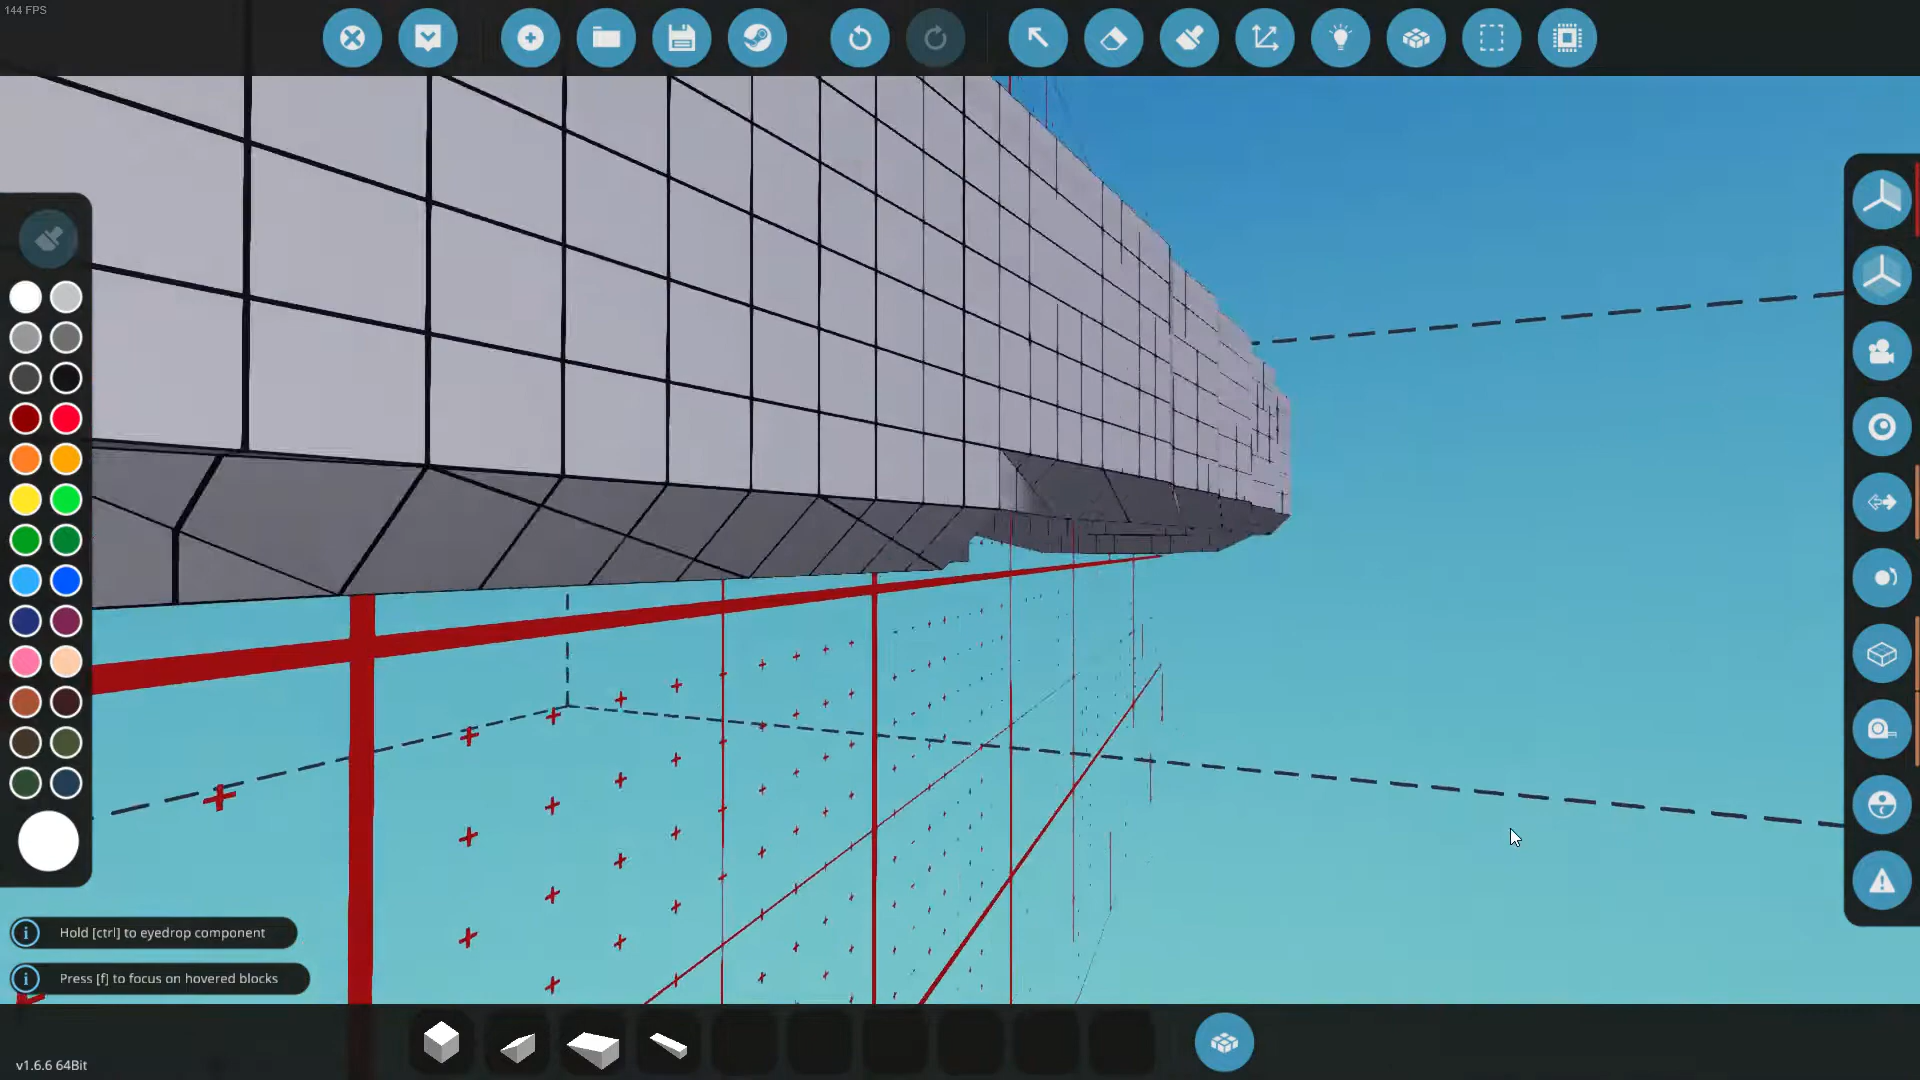 144 FPS
Hold [ctrl] to eyedrop component
Press [f] to focus on hovered blocks
v1.6.6 64Bit